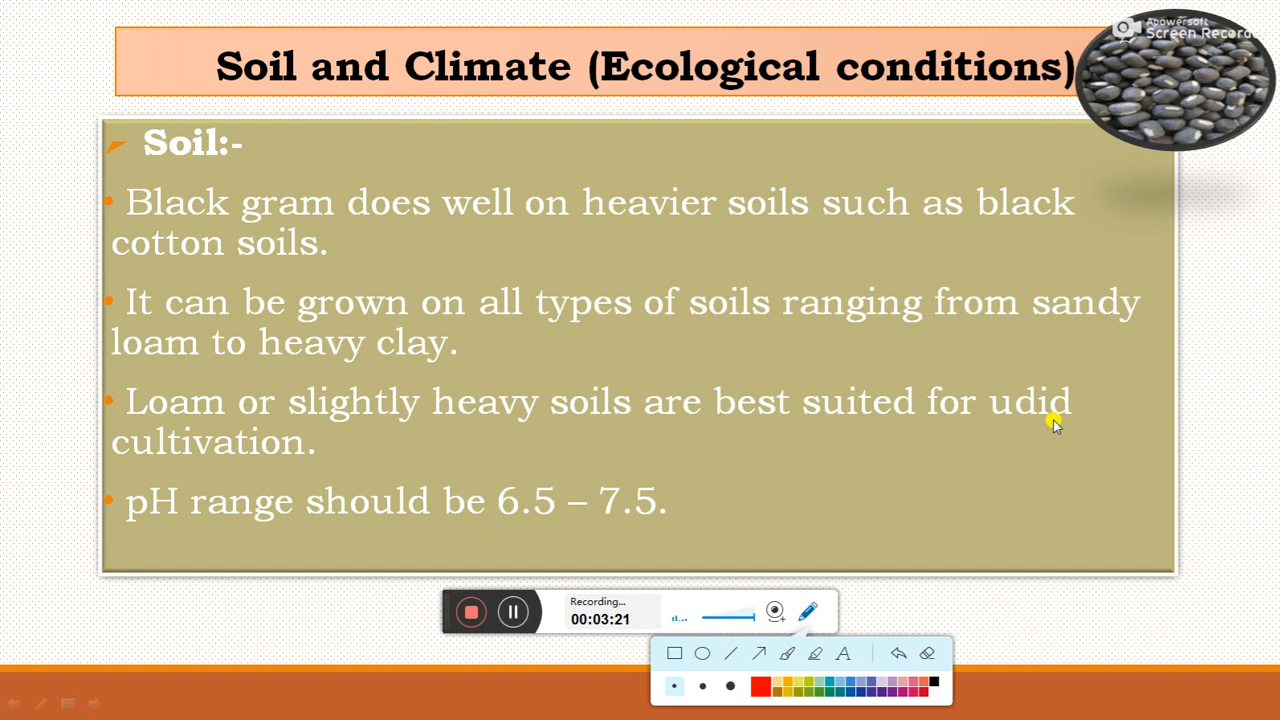 Apowersoft
Screen Recorder
Soil and Climate (Ecological conditions)
Soil:-
• Black gram does well on heavier soils such as black
cotton soils.
• It can be grown on all types of soils ranging from sandy
loam to heavy clay.
• Loam or slightly heavy soils are best suited for udid
cultivation.
• pH range should be 6.5 – 7.5.
Recording...
00:03:21
A